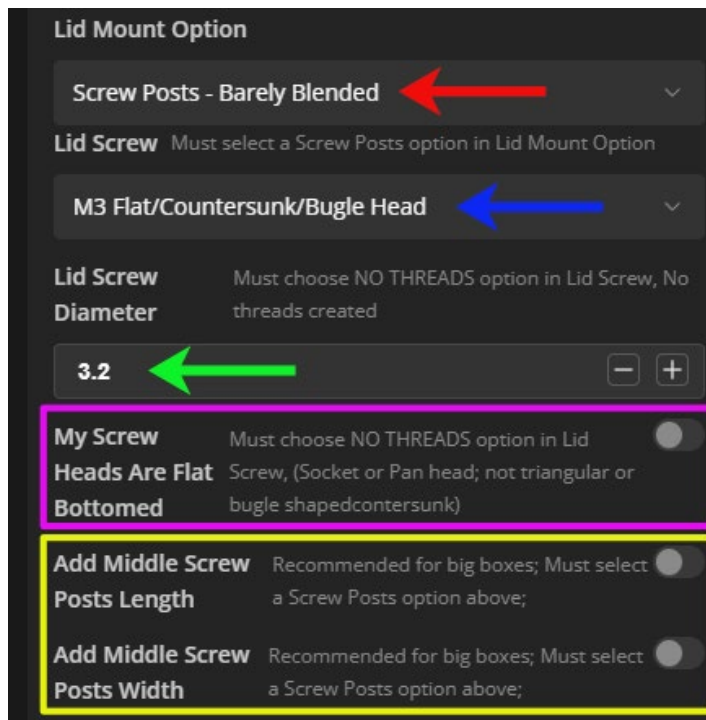 Lid Mount Option
Screw Posts - Barely Blended
Lid Screw Must select a Screw Posts option in Lid Mount Option
M3 Flat/Countersunk/Bugle Head
Lid Screw Must choose NO THREADS option in Lid Screw, No
Diameter threads created
3.2
My Screw Must choose NO THREADS option in Lid
Heads Are Flat Screw, (Socket or Pan head; not triangular or
Bottomed bugle shapedcontersunk)
Add Middle Screw Recommended for big boxes; Must select
Posts Length a Screw Posts option above;
Add Middle Screw Recommended for big boxes; Must select
Posts Width a Screw Posts option above;